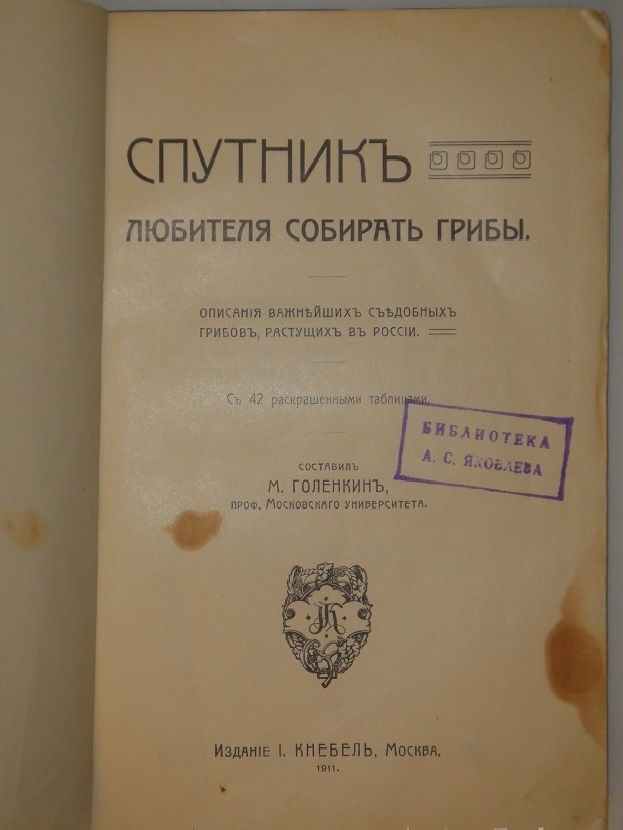 СПУТНИКЪ
ЛЮБИТЕЛЯ СОБИРАТЬ ГРИБЫ.
ОПИСАНІЯ ВАЖНѢЙШИХЪ СЪѢДОБНЫХЪ
ГРИБОВЪ, РАСТУЩИХЪ ВЪ РОССІИ.
Съ 42 раскрашенными таблицами.
БИБЛИОТЕКА
А. С. ЯКОВЛЕВА
СОСТАВИЛЪ
М. ГОЛЕНКИНЪ,
ПРОФ, МОСКОВСКАГО УНИВЕРСИТЕТА.
ИЗДАНІЕ І. КНЕБЕЛЬ, МОСКВА.
1911.